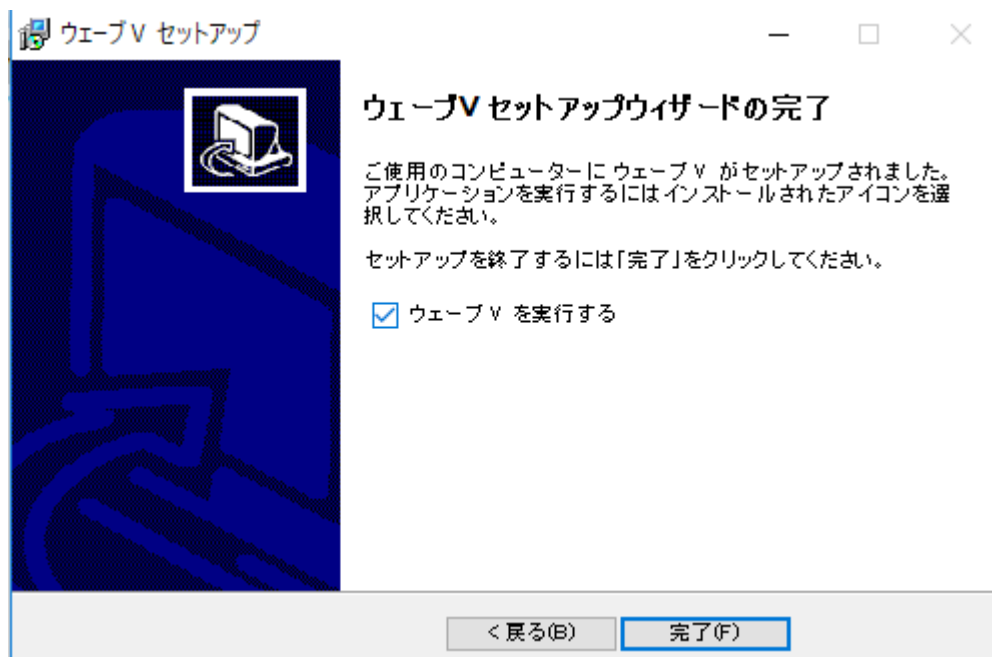 ウェーブV セットアップ
ウェーブV セットアップウィザードの完了
ご使用のコンピューターに ウェーブV がセットアップされました。
アプリケーションを実行するにはインストールされたアイコンを選
択してください。
セットアップを終了するには「完了」をクリックしてください。
ウェーブV を実行する
< 戻る(B)
完了(F)